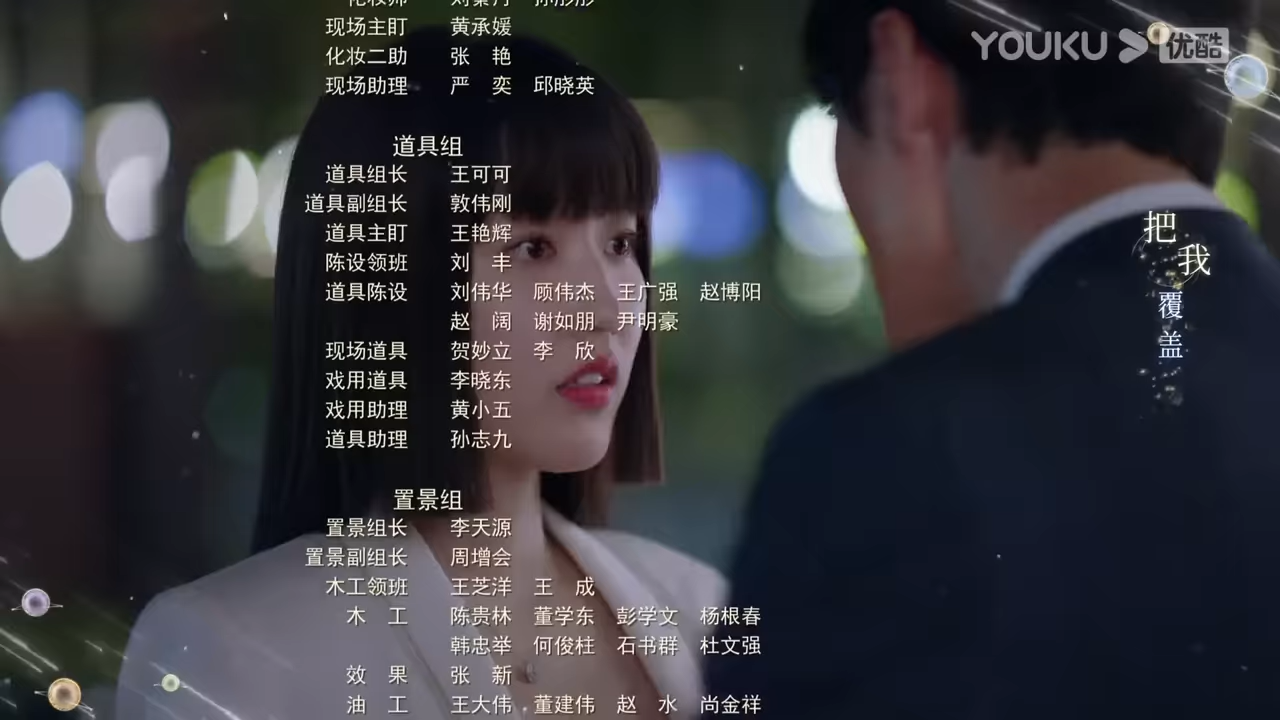 现场主盯 黄承媛
化妆二助 张 艳
现场助理 严 奕 邱晓英
道具组
道具组长 王可可
道具副组长 敦伟刚
道具主盯 王艳辉
陈设领班 刘 丰
道具陈设 刘伟华 顾伟杰 王广强 赵博阳
赵 阔 谢如朋 尹明豪
现场道具 贺妙立 李 欣
戏用道具 李晓东
戏用助理 黄小五
道具助理 孙志九
置景组
置景组长 李天源
置景副组长 周增会
木工领班 王芝洋 王 成
木 工 陈贵林 董学东 彭学文 杨根春
韩忠举 何俊柱 石书群 杜文强
效 果 张 新
油 工 王大伟 董建伟 赵 水 尚金祥
YOUKU 优酷
把我覆盖